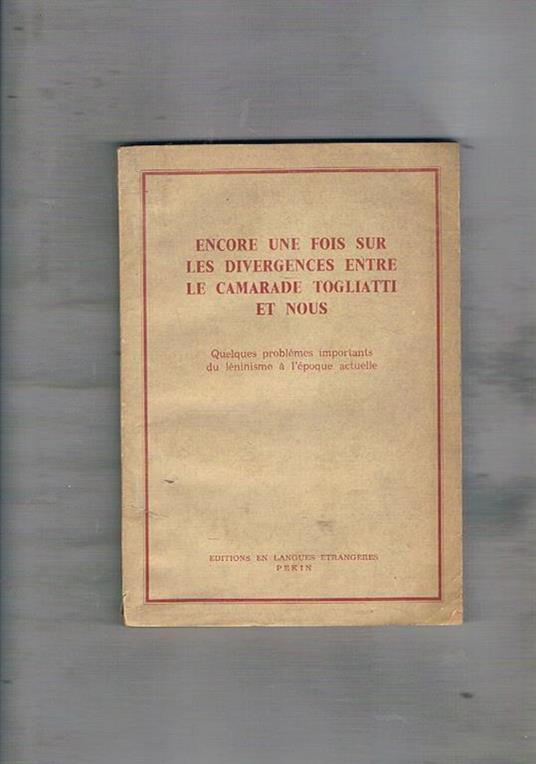 ENCORE UNE FOIS SUR
LES DIVERGENCES ENTRE
LE CAMARADE TOGLIATTI
ET NOUS
Quelques problèmes importants
du léninisme à l'époque actuelle
EDITIONS EN LANGUES ETRANGERES
PEKIN